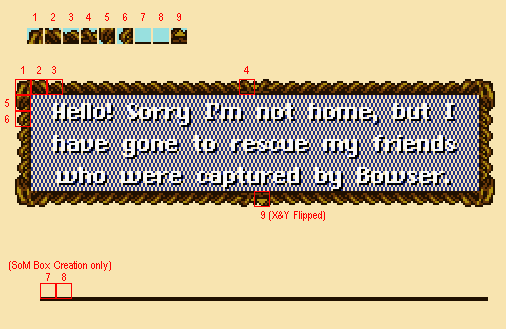 1 2 3 4 5 6 7 8 9
1 2 3 4
Hello! Sorry I'm not home, but I
5
6
have gone to rescue my friends
who were captured by Bowser.
9 (X&Y Flipped)
(SoM Box Creation only)
7 8